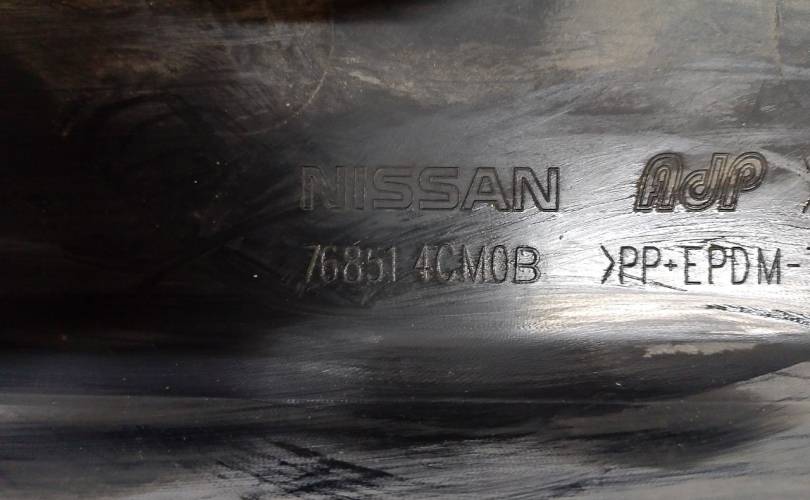 NISSAN AdP
76851 4CM0B >PP+EPDM-